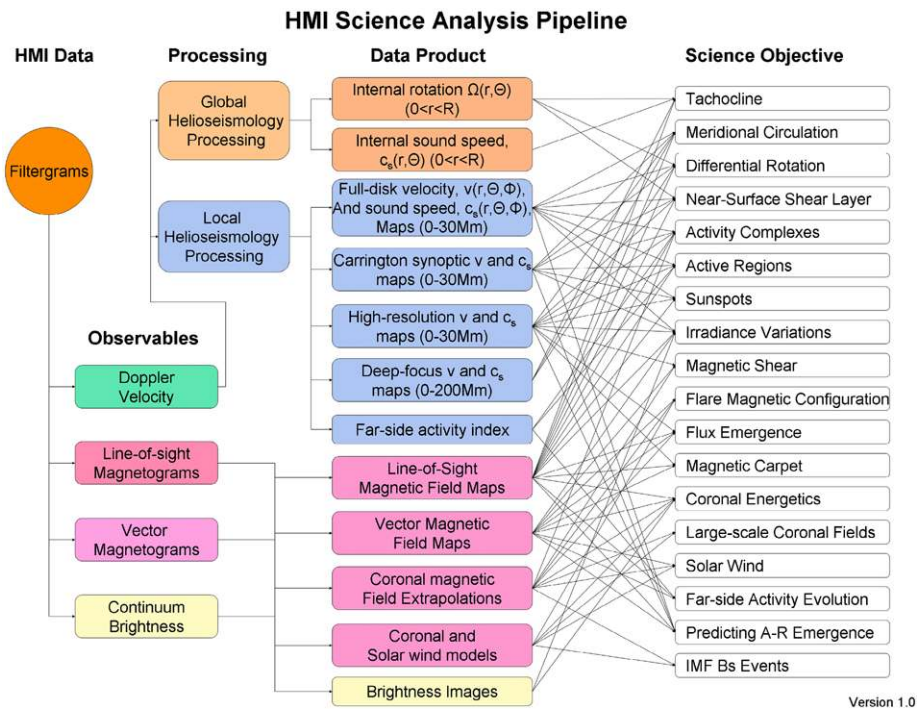 HMI Science Analysis Pipeline
HMI Data
Processing
Data Product
Science Objective
Filtergrams
Observables
Doppler
Velocity
Line-of-sight
Magnetograms
Vector
Magnetograms
Continuum
Brightness
Global
Helioseismology
Processing
Local
Helioseismology
Processing
Internal rotation Ω(r,Θ)
(0<r<R)
Internal sound speed,
cs(r,Θ) (0<r<R)
Full-disk velocity, v(r,Θ,Φ),
And sound speed, cs(r,Θ,Φ),
Maps (0-30Mm)
Carrington synoptic v and cs
maps (0-30Mm)
High-resolution v and cs
maps (0-30Mm)
Deep-focus v and cs
maps (0-200Mm)
Far-side activity index
Line-of-Sight
Magnetic Field Maps
Vector Magnetic
Field Maps
Coronal magnetic
Field Extrapolations
Coronal and
Solar wind models
Brightness Images
Tachocline
Meridional Circulation
Differential Rotation
Near-Surface Shear Layer
Activity Complexes
Active Regions
Sunspots
Irradiance Variations
Magnetic Shear
Flare Magnetic Configuration
Flux Emergence
Magnetic Carpet
Coronal Energetics
Large-scale Coronal Fields
Solar Wind
Far-side Activity Evolution
Predicting A-R Emergence
IMF Bs Events
Version 1.0